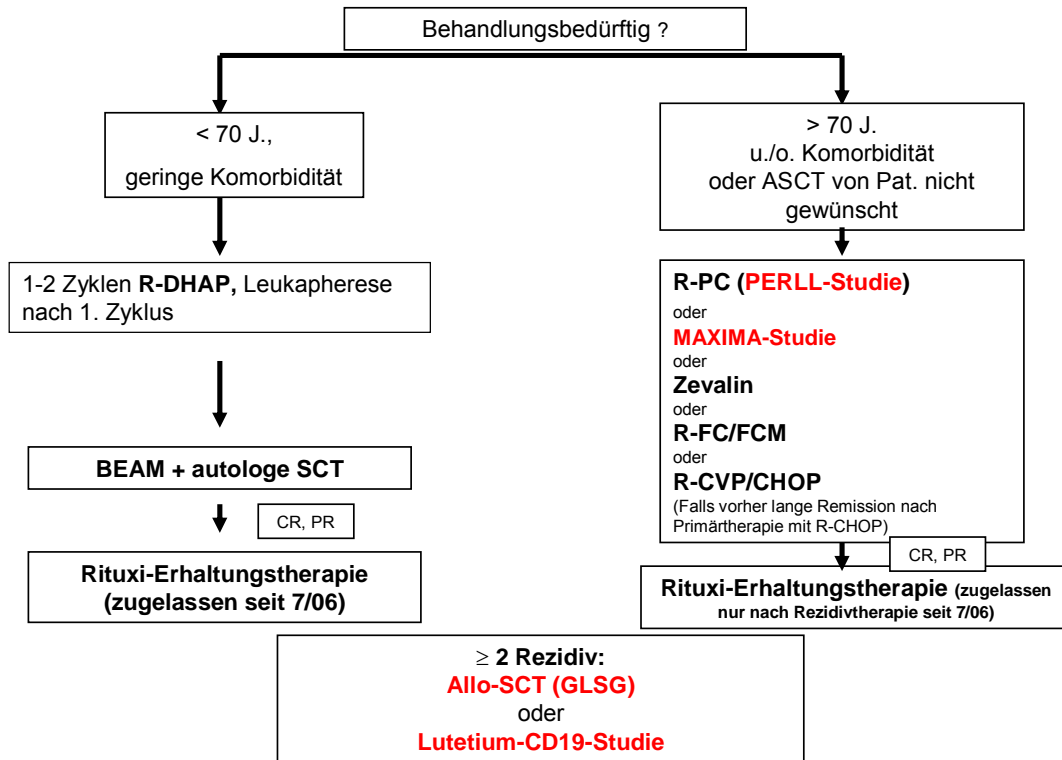 Behandlungsbedürftig ?
< 70 J.,
geringe Komorbidität
> 70 J.
u./o. Komorbidität
oder ASCT von Pat. nicht
gewünscht
1-2 Zyklen R-DHAP, Leukapherese
nach 1. Zyklus
R-PC (PERLL-Studie)
oder
MAXIMA-Studie
oder
Zevalin
oder
R-FC/FCM
oder
R-CVP/CHOP
(Falls vorher lange Remission nach
Primärtherapie mit R-CHOP)
BEAM + autologe SCT
CR, PR
CR, PR
Rituxi-Erhaltungstherapie
(zugelassen seit 7/06)
Rituxi-Erhaltungstherapie (zugelassen
nur nach Rezidivtherapie seit 7/06)
≥ 2 Rezidiv:
Allo-SCT (GLSG)
oder
Lutetium-CD19-Studie